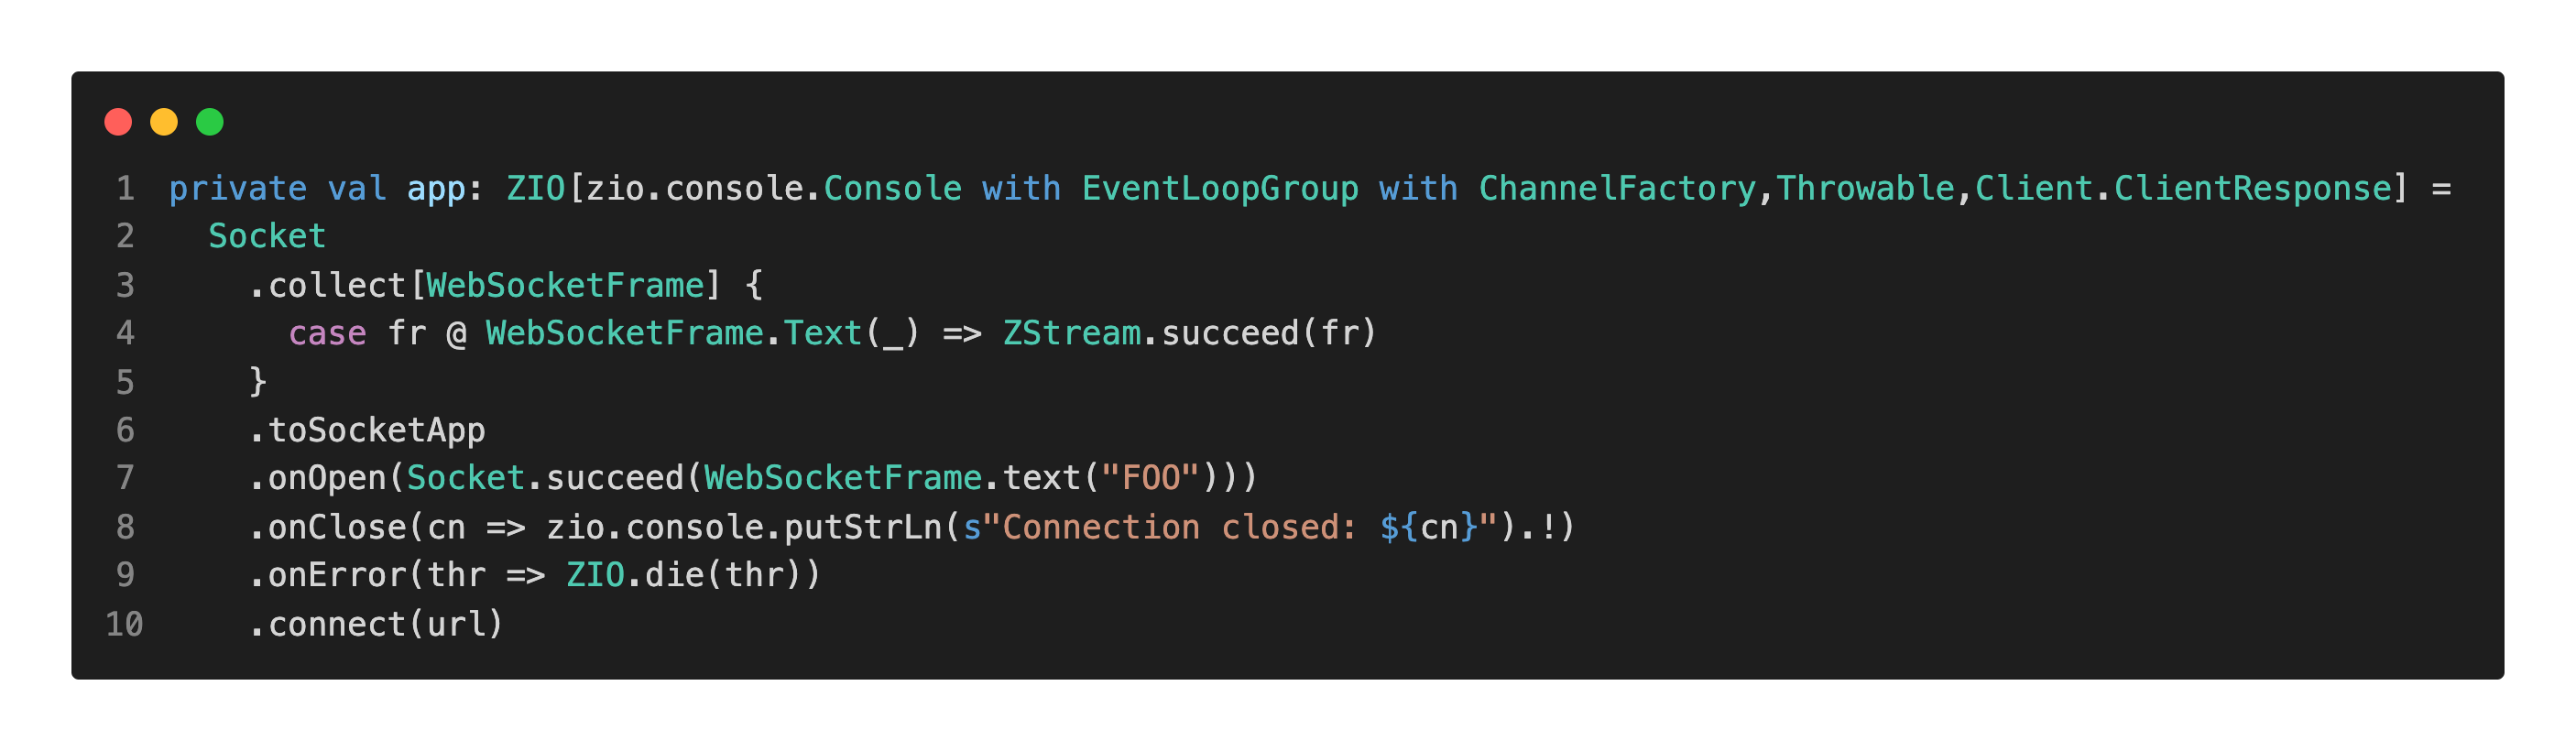 1 private val app: ZIO[zio.console.Console with EventLoopGroup with ChannelFactory,Throwable,Client.ClientResponse] =
2   Socket
3     .collect[WebSocketFrame] {
4       case fr @ WebSocketFrame.Text(_) => ZStream.succeed(fr)
5     }
6     .toSocketApp
7     .onOpen(Socket.succeed(WebSocketFrame.text("FOO")))
8     .onClose(cn => zio.console.putStrLn(s"Connection closed: ${cn}").!)
9     .onError(thr => ZIO.die(thr))
10     .connect(url)